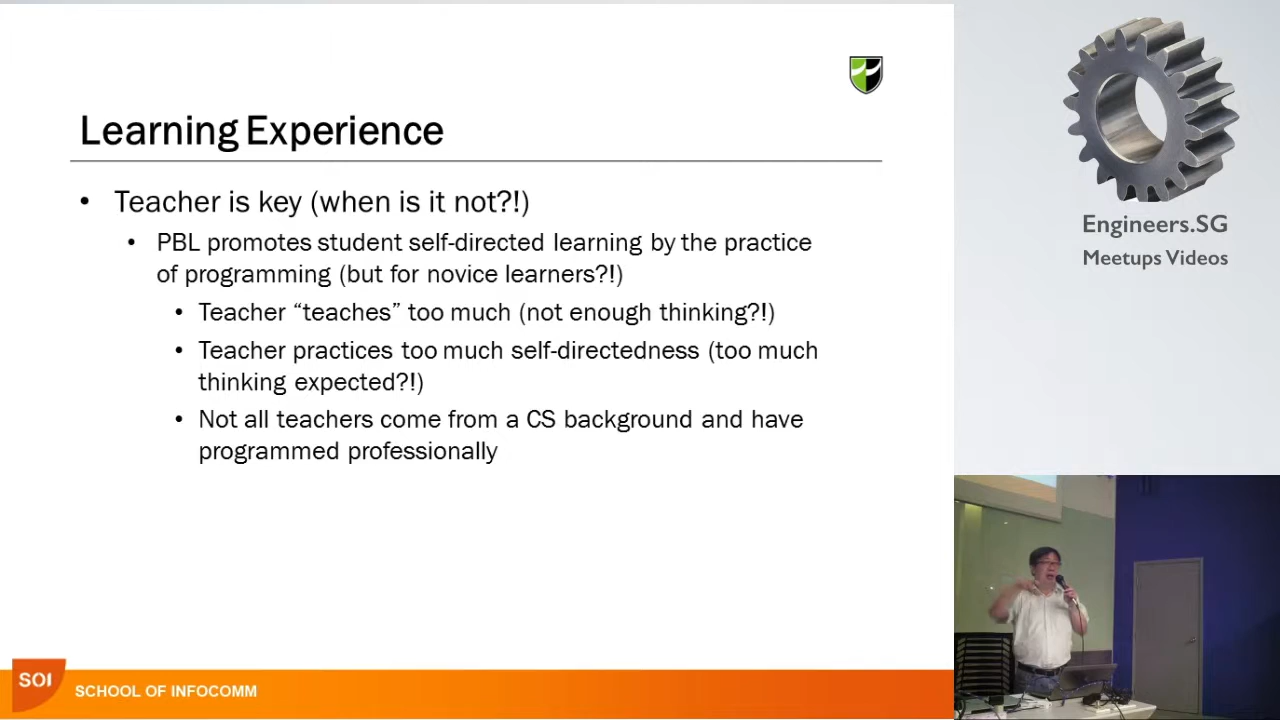 Learning Experience
• Teacher is key (when is it not?!)
• PBL promotes student self-directed learning by the practice
of programming (but for novice learners?!)
• Teacher “teaches” too much (not enough thinking?!)
• Teacher practices too much self-directedness (too much
thinking expected?!)
• Not all teachers come from a CS background and have
programmed professionally
SOI
SCHOOL OF INFOCOMM
Engineers.SG
Meetups Videos